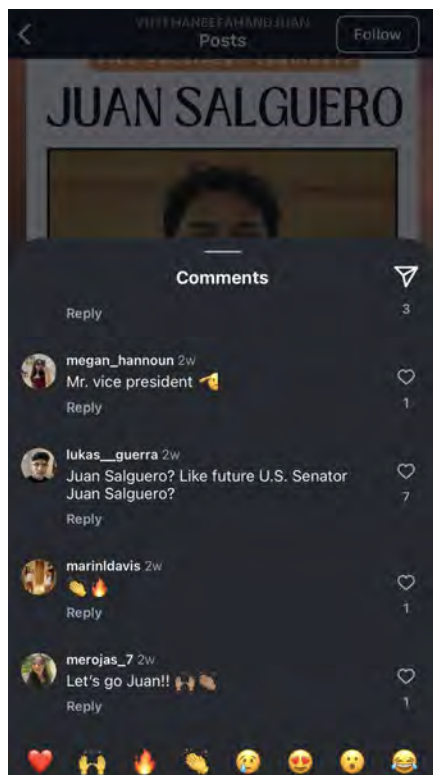 Posts
Follow
JUAN SALGUERO
Comments
Reply
3
megan_hannoun 2w
Mr. vice president 🫡
1
Reply
lukas__guerra 2w
Juan Salguero? Like future U.S. Senator
Juan Salguero?
7
Reply
marinldavis 2w
👏🔥
1
Reply
merojas_7 2w
Let's go Juan!! 🙌🏽👏🏽
1
Reply
❤️ 🙌 🔥 👏 😢 😍 😮 😂